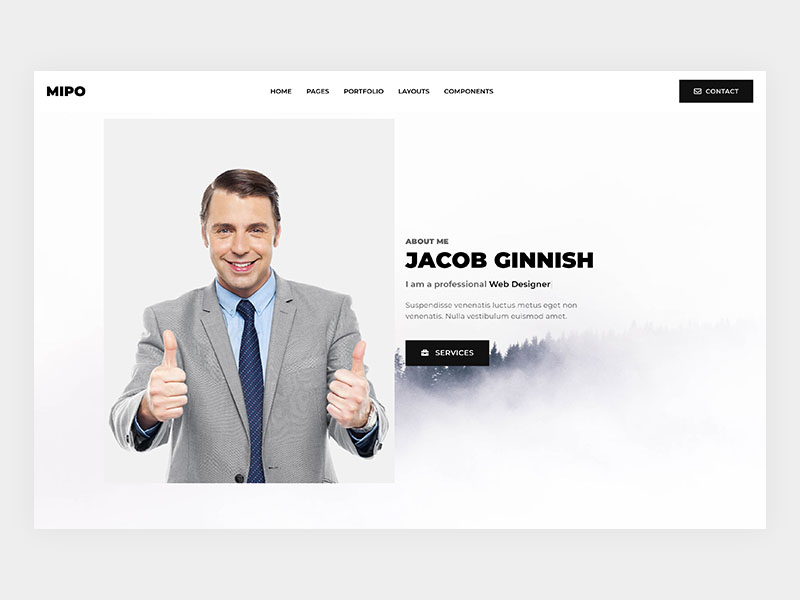 MIPO
HOME PAGES PORTFOLIO LAYOUTS COMPONENTS
CONTACT
ABOUT ME
JACOB GINNISH
I am a professional Web Designer
Suspendisse venenatis luctus metus eget non
venenatis. Nulla vestibulum euismod amet.
SERVICES